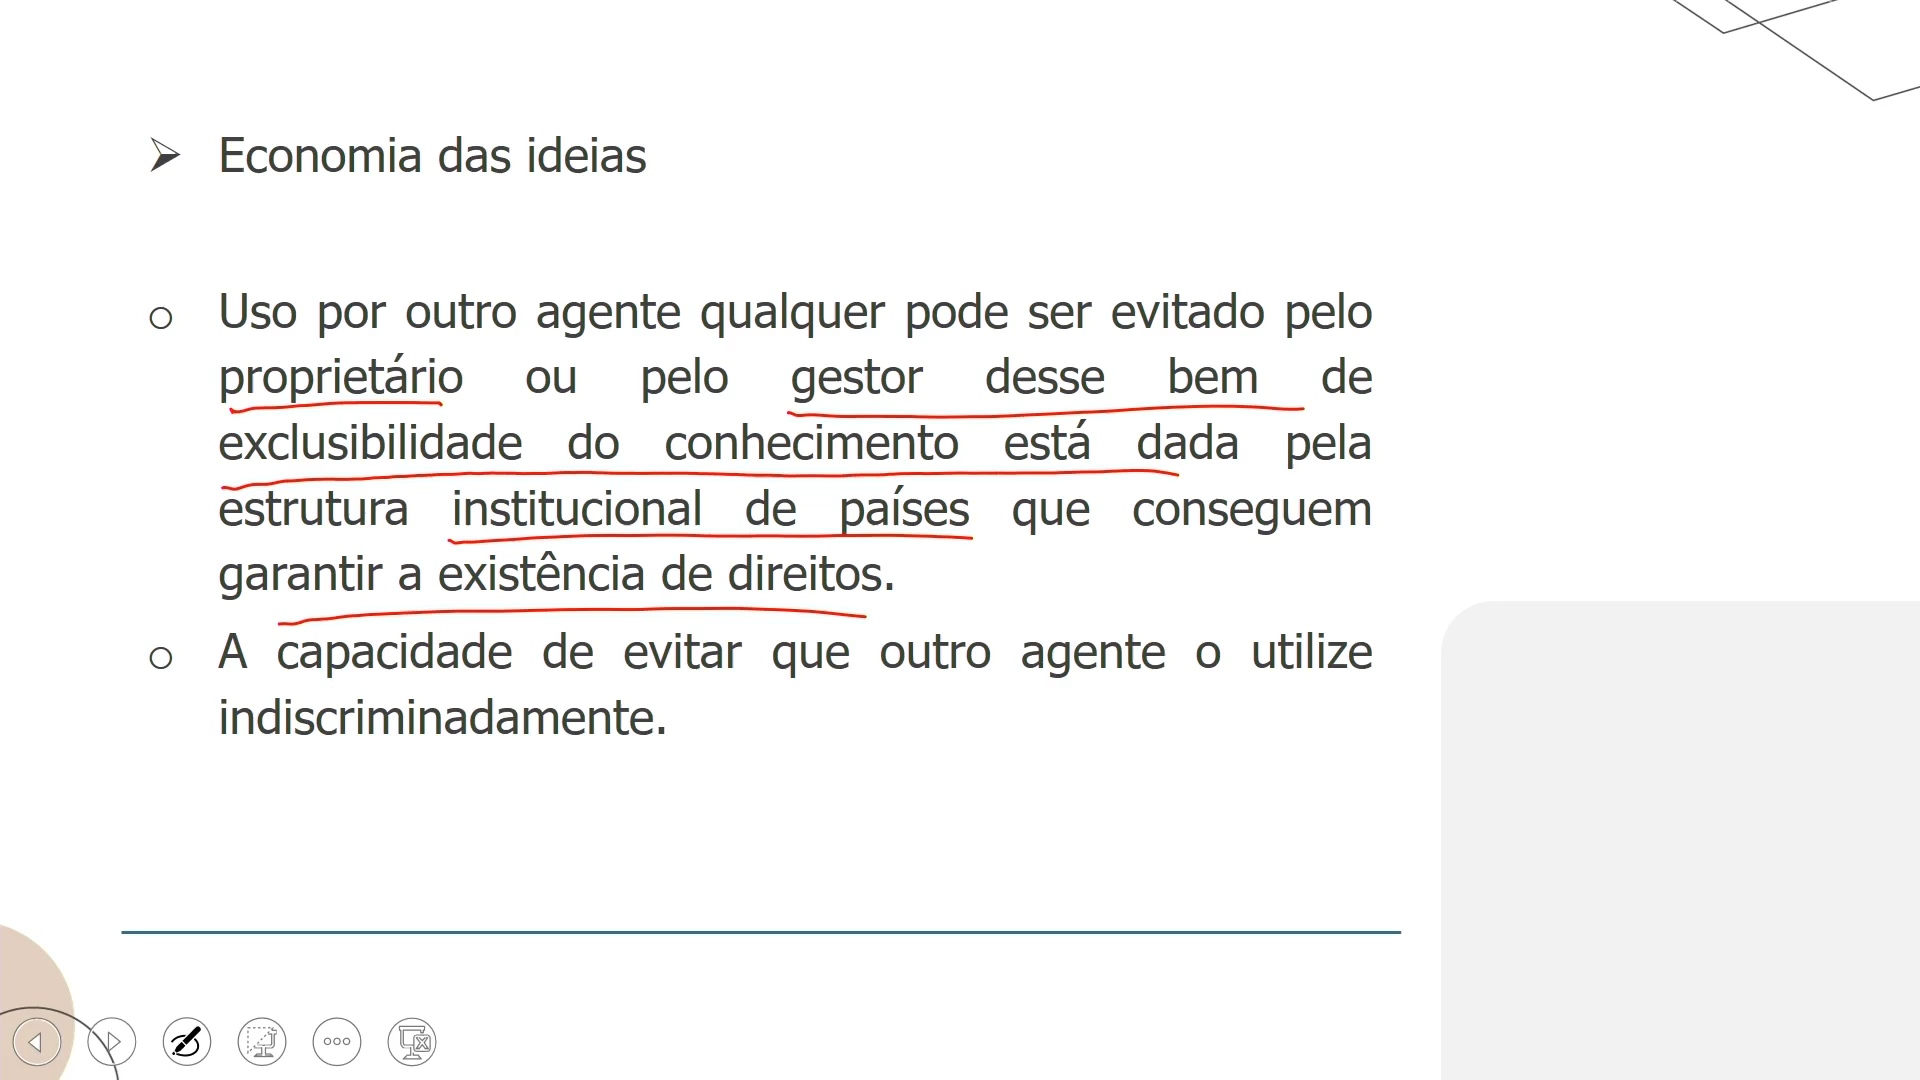 Economia das ideias
Uso por outro agente qualquer pode ser evitado pelo
proprietário ou pelo gestor desse bem de
exclusibilidade do conhecimento está dada pela
estrutura institucional de países que conseguem
garantir a existência de direitos.
A capacidade de evitar que outro agente o utilize
indiscriminadamente.